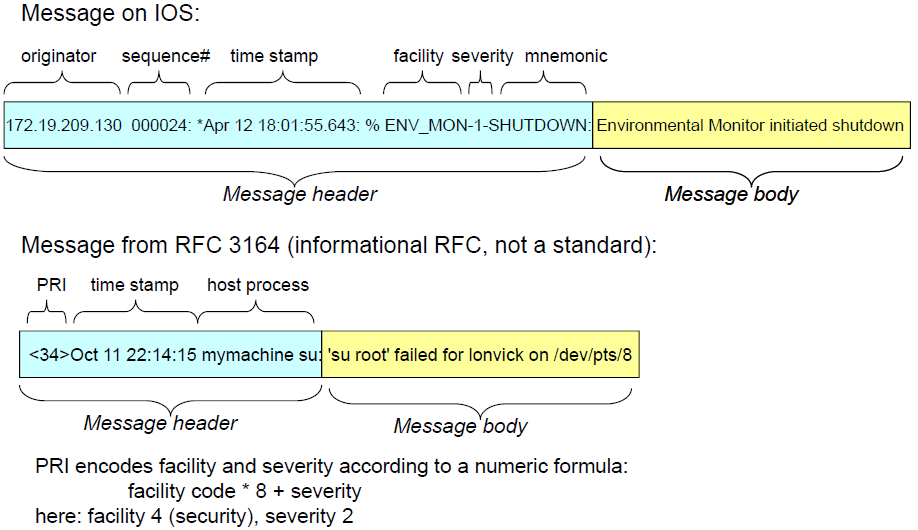 Message on IOS:
originator sequence# time stamp facility severity mnemonic
172.19.209.130 000024: *Apr 12 18:01:55.643: % ENV_MON-1-SHUTDOWN: Environmental Monitor initiated shutdown
Message header Message body
Message from RFC 3164 (informational RFC, not a standard):
PRI time stamp host process
<34>Oct 11 22:14:15 mymachine su: 'su root' failed for lonvick on /dev/pts/8
Message header Message body
PRI encodes facility and severity according to a numeric formula:
facility code * 8 + severity
here: facility 4 (security), severity 2